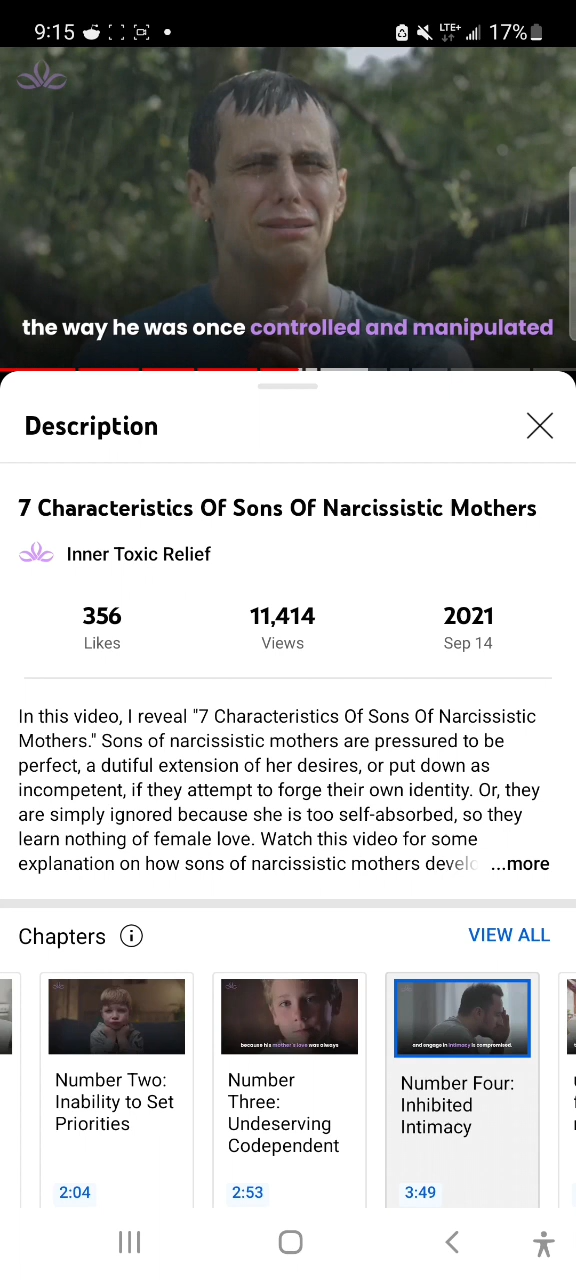 9:15
LTE+
17%
the way he was once controlled and manipulated
Description
7 Characteristics Of Sons Of Narcissistic Mothers
Inner Toxic Relief
356
Likes
11,414
Views
2021
Sep 14
In this video, I reveal "7 Characteristics Of Sons Of Narcissistic
Mothers." Sons of narcissistic mothers are pressured to be
perfect, a dutiful extension of her desires, or put down as
incompetent, if they attempt to forge their own identity. Or, they
are simply ignored because she is too self-absorbed, so they
learn nothing of female love. Watch this video for some
explanation on how sons of narcissistic mothers develo ...more
Chapters
VIEW ALL
Number Two:
Inability to Set
Priorities
2:04
because his mother's love was always
Number
Three:
Undeserving
Codependent
2:53
and engage in intimacy is compromised.
Number Four:
Inhibited
Intimacy
3:49